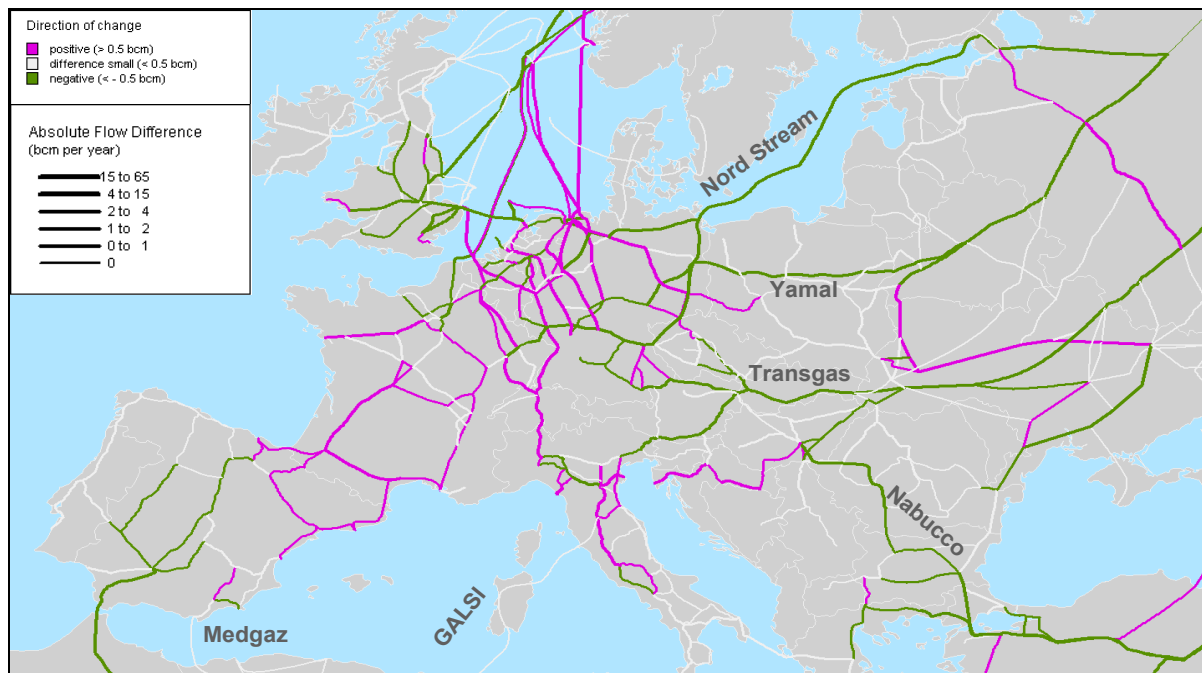 Direction of change
positive (> 0.5 bcm)
difference small (< 0.5 bcm)
negative (< - 0.5 bcm)
Absolute Flow Difference
(bcm per year)
15 to 65
4 to 15
2 to 4
1 to 2
0 to 1
0
Nord Stream
Yamal
Transgas
Nabucco
GALSI
Medgaz